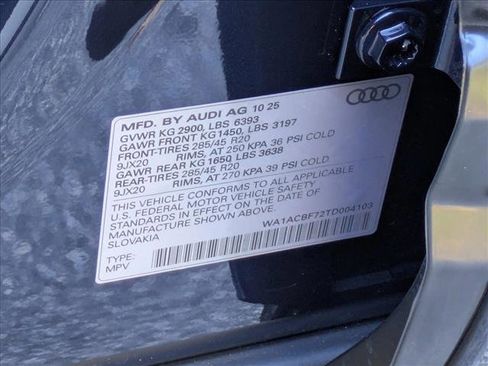 MFD. BY AUDI AG 10 25
GVWR KG 2900, LBS 6393
GAWR FRONT KG1450, LBS 3197
FRONT-TIRES 285/45 R20
9JX20 RIMS, AT 250 KPA 36 PSI COLD
GAWR REAR KG 1650, LBS 3638
REAR-TIRES 285/45 R20
9JX20 RIMS, AT 270 KPA 39 PSI COLD
THIS VEHICLE CONFORMS TO ALL APPLICABLE
U.S. FEDERAL MOTOR VEHICLE SAFETY
STANDARDS IN EFFECT ON THE DATE OF
MANUFACTURE SHOWN ABOVE.
SLOVAKIA WA1ACBF72TD004103
TYPE:
MPV